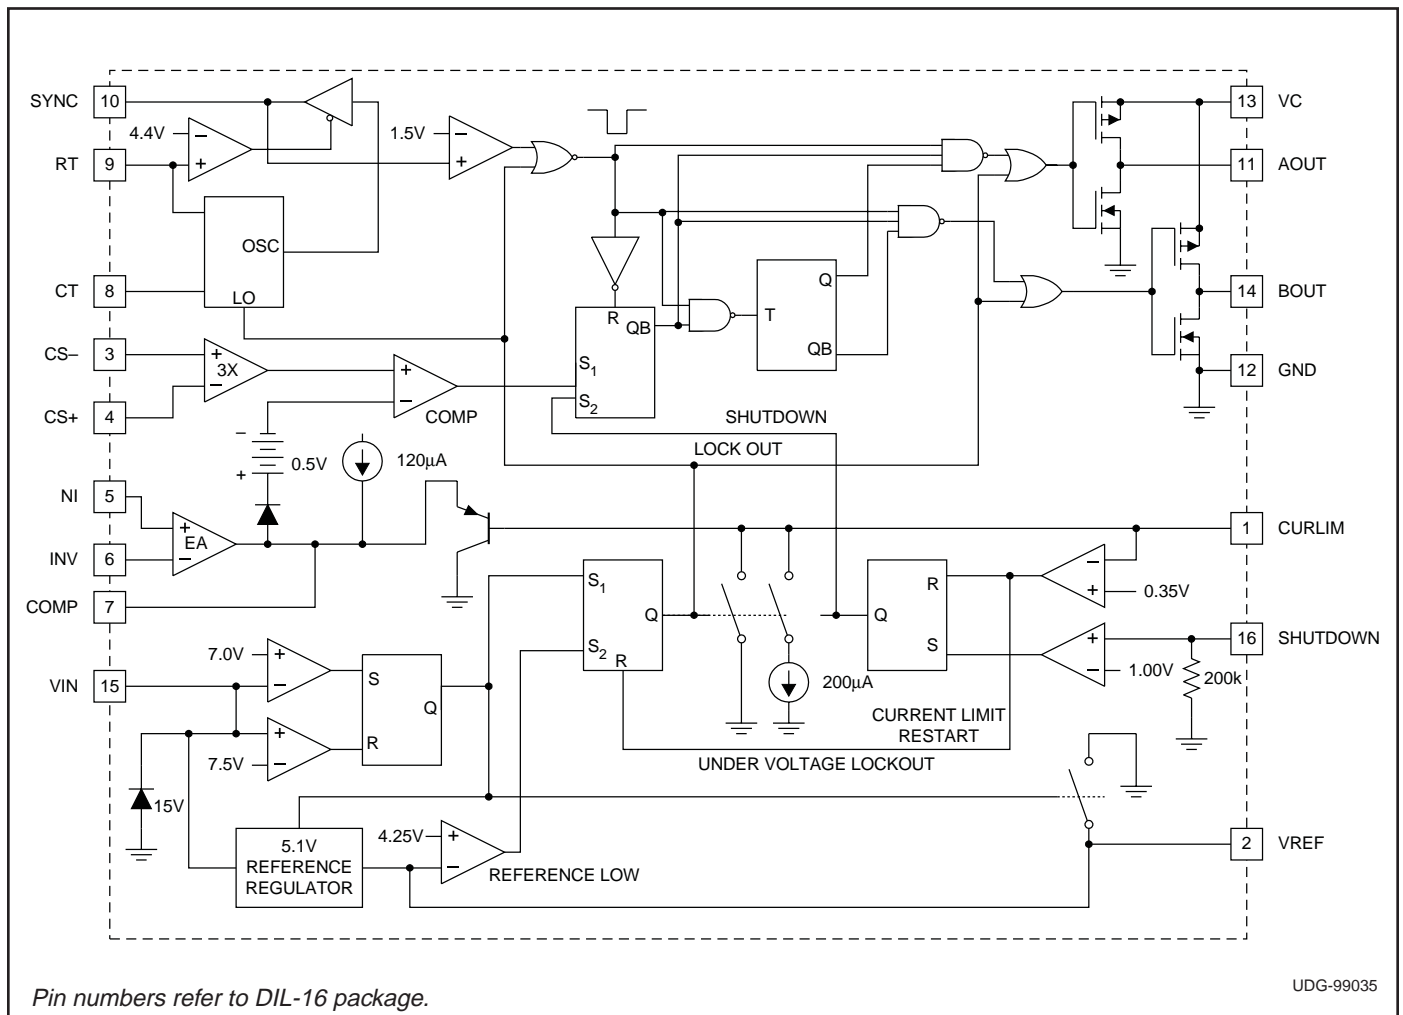 SYNC 10
4.4V
1.5V
13 VC
RT 9
11 AOUT
OSC
CT 8
LO
14 BOUT
R
QB
Q
T
QB
CS– 3
3X
S1
S2
12 GND
CS+ 4
COMP
SHUTDOWN
LOCK OUT
0.5V
120µA
NI 5
EA
INV 6
COMP 7
1 CURLIM
S1
Q
S2
R
R
Q
S
0.35V
16 SHUTDOWN
1.00V
200k
7.0V
VIN 15
S
Q
R
7.5V
200µA
CURRENT LIMIT
RESTART
UNDER VOLTAGE LOCKOUT
15V
4.25V
5.1V
REFERENCE
REGULATOR
REFERENCE LOW
2 VREF
Pin numbers refer to DIL-16 package.
UDG-99035